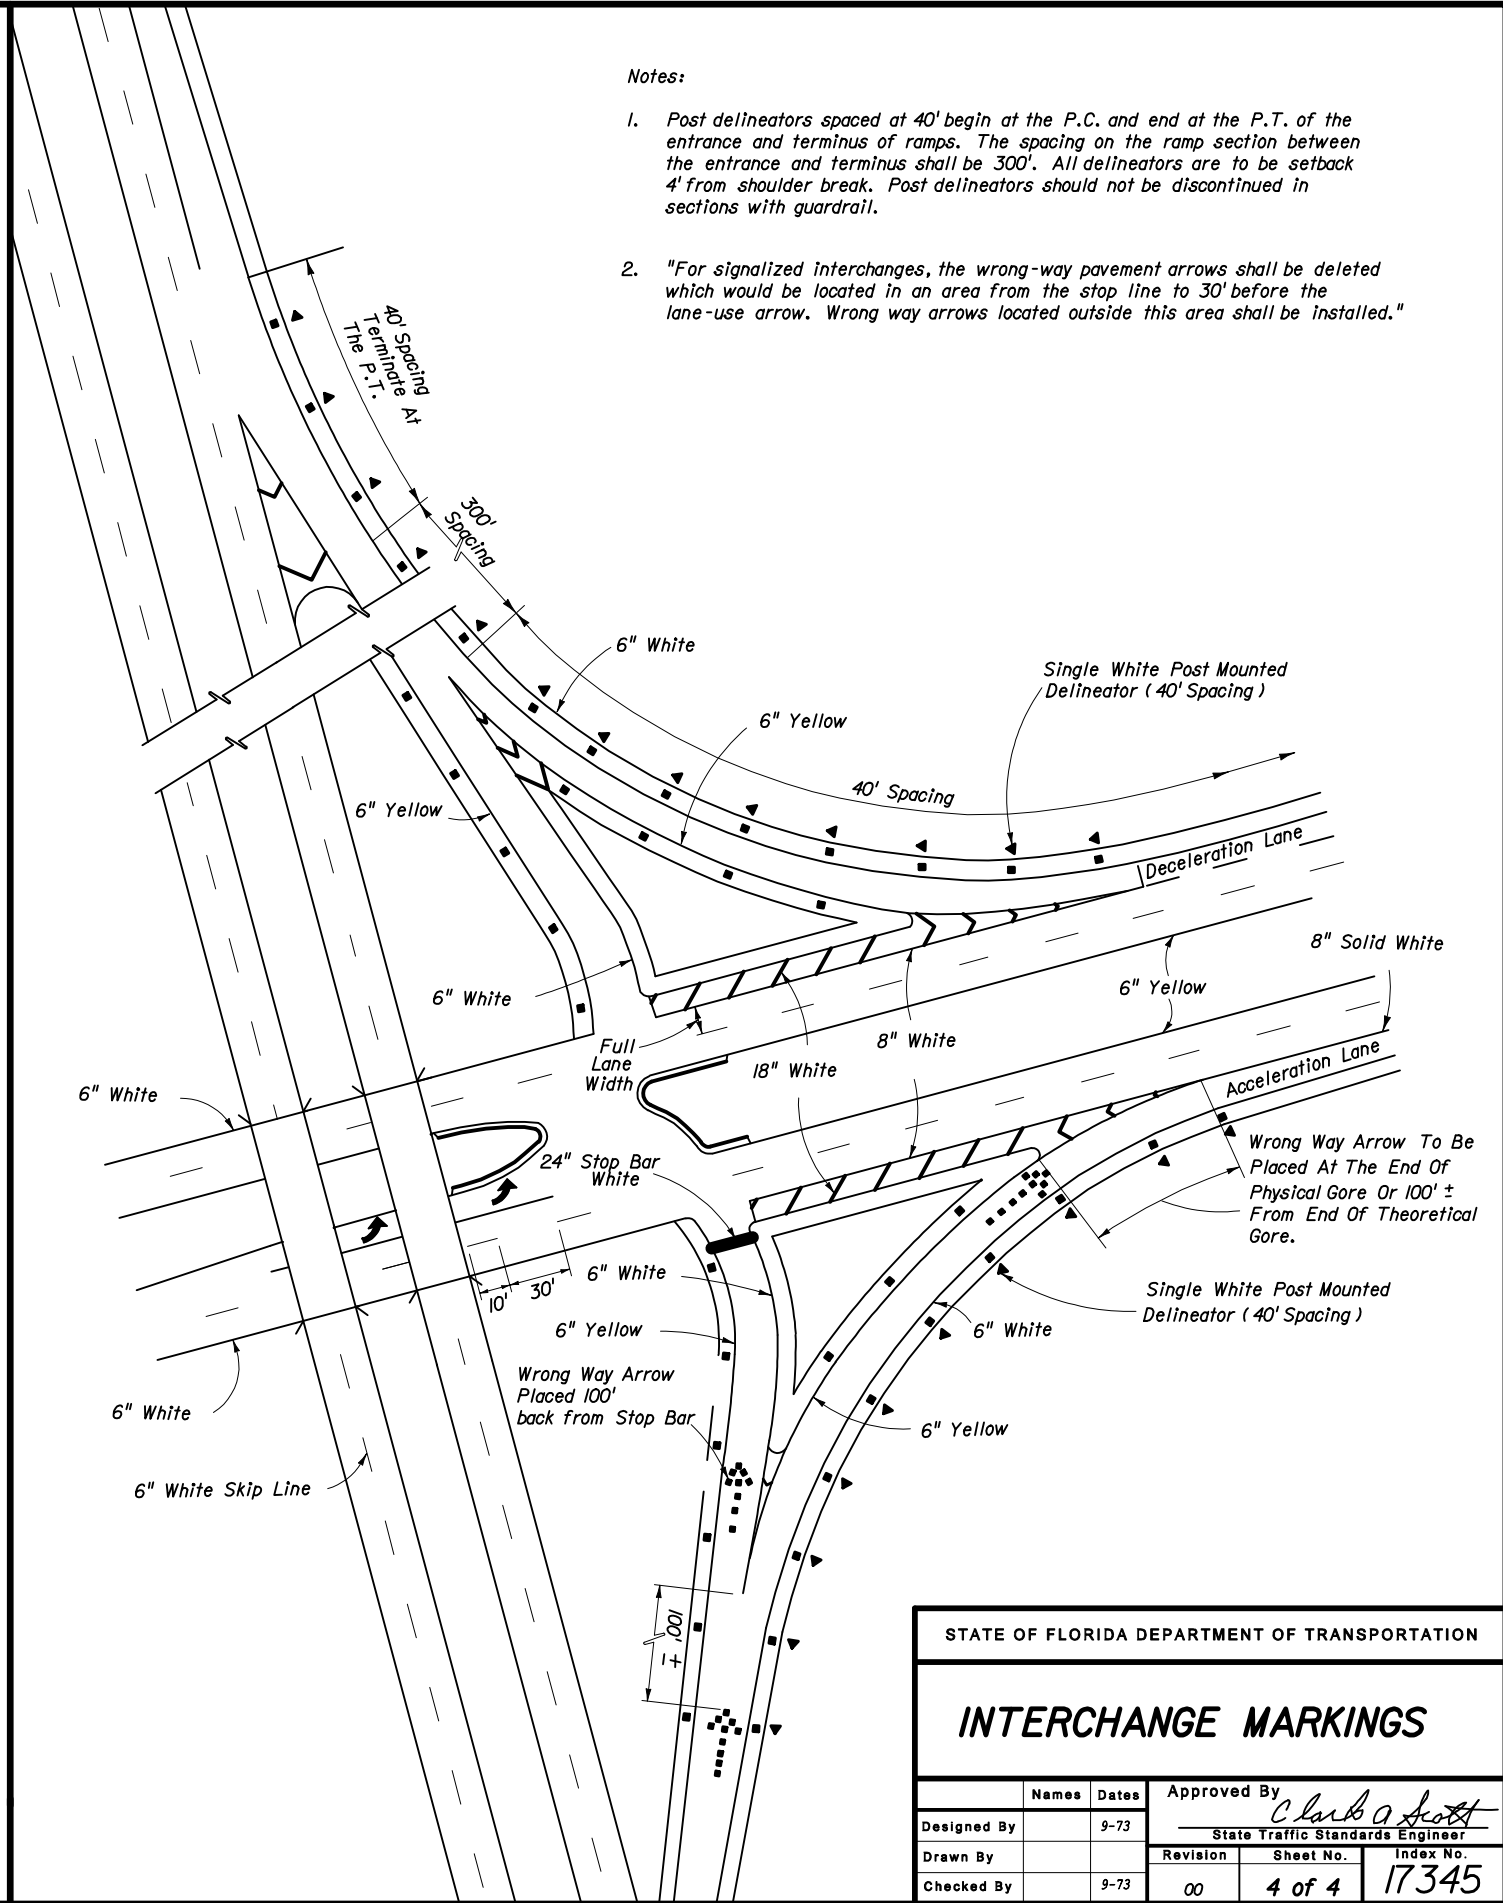 Notes:
1. Post delineators spaced at 40' begin at the P.C. and end at the P.T. of the
entrance and terminus of ramps. The spacing on the ramp section between
the entrance and terminus shall be 300'. All delineators are to be setback
4' from shoulder break. Post delineators should not be discontinued in
sections with guardrail.
2. "For signalized interchanges, the wrong-way pavement arrows shall be deleted
which would be located in an area from the stop line to 30' before the
lane-use arrow. Wrong way arrows located outside this area shall be installed."
40' Spacing
Terminate At
The P.T.
300'
Spacing
6" White
Single White Post Mounted
Delineator ( 40' Spacing )
6" Yellow
40' Spacing
6" Yellow
Deceleration Lane
8" Solid White
6" White
6" Yellow
Full
Lane
Width
8" White
18" White
Acceleration Lane
6" White
24" Stop Bar
White
Wrong Way Arrow To Be
Placed At The End Of
Physical Gore Or 100' ±
From End Of Theoretical
Gore.
10'
30'
6" White
Single White Post Mounted
Delineator ( 40' Spacing )
6" Yellow
6" White
Wrong Way Arrow
Placed 100'
back from Stop Bar
6" White
6" Yellow
6" White Skip Line
100' ±
STATE OF FLORIDA DEPARTMENT OF TRANSPORTATION
INTERCHANGE MARKINGS
Names Dates
Approved By
Clark A Scott
Designed By 9-73
State Traffic Standards Engineer
Drawn By
Revision Sheet No. Index No.
Checked By 9-73
00 4 of 4 17345